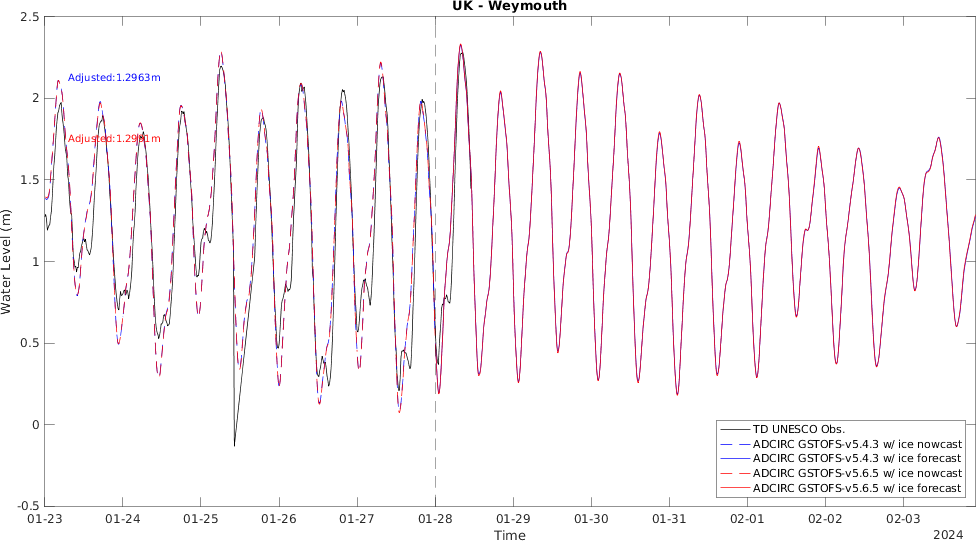 UK - Weymouth
2.5
2
1.5
1
0.5
0
-0.5
Water Level (m)
Adjusted:1.2963m
01-23
01-24
01-25
01-26
01-27
01-28
01-29
01-30
01-31
02-01
02-02
02-03
Time
2024
TD UNESCO Obs.
ADCIRC GSTOFS-v5.4.3 w/ ice nowcast
ADCIRC GSTOFS-v5.4.3 w/ ice forecast
ADCIRC GSTOFS-v5.6.5 w/ ice nowcast
ADCIRC GSTOFS-v5.6.5 w/ ice forecast